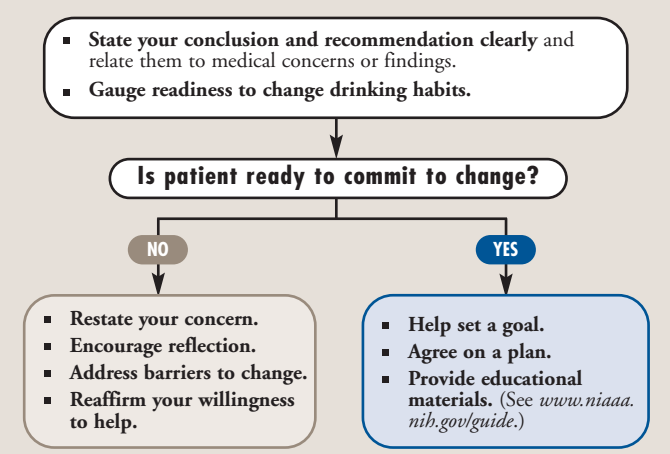 ▪ State your conclusion and recommendation clearly and
relate them to medical concerns or findings.
▪ Gauge readiness to change drinking habits.
Is patient ready to commit to change?
NO
YES
▪ Restate your concern.
▪ Encourage reflection.
▪ Address barriers to change.
▪ Reaffirm your willingness
to help.
▪ Help set a goal.
▪ Agree on a plan.
▪ Provide educational
materials. (See www.niaaa.
nih.gov/guide.)